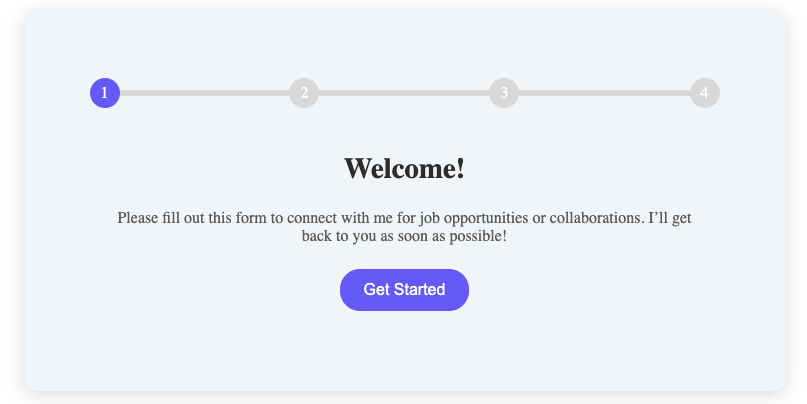 1 2 3 4
Welcome!
Please fill out this form to connect with me for job opportunities or collaborations. I’ll get
back to you as soon as possible!
Get Started